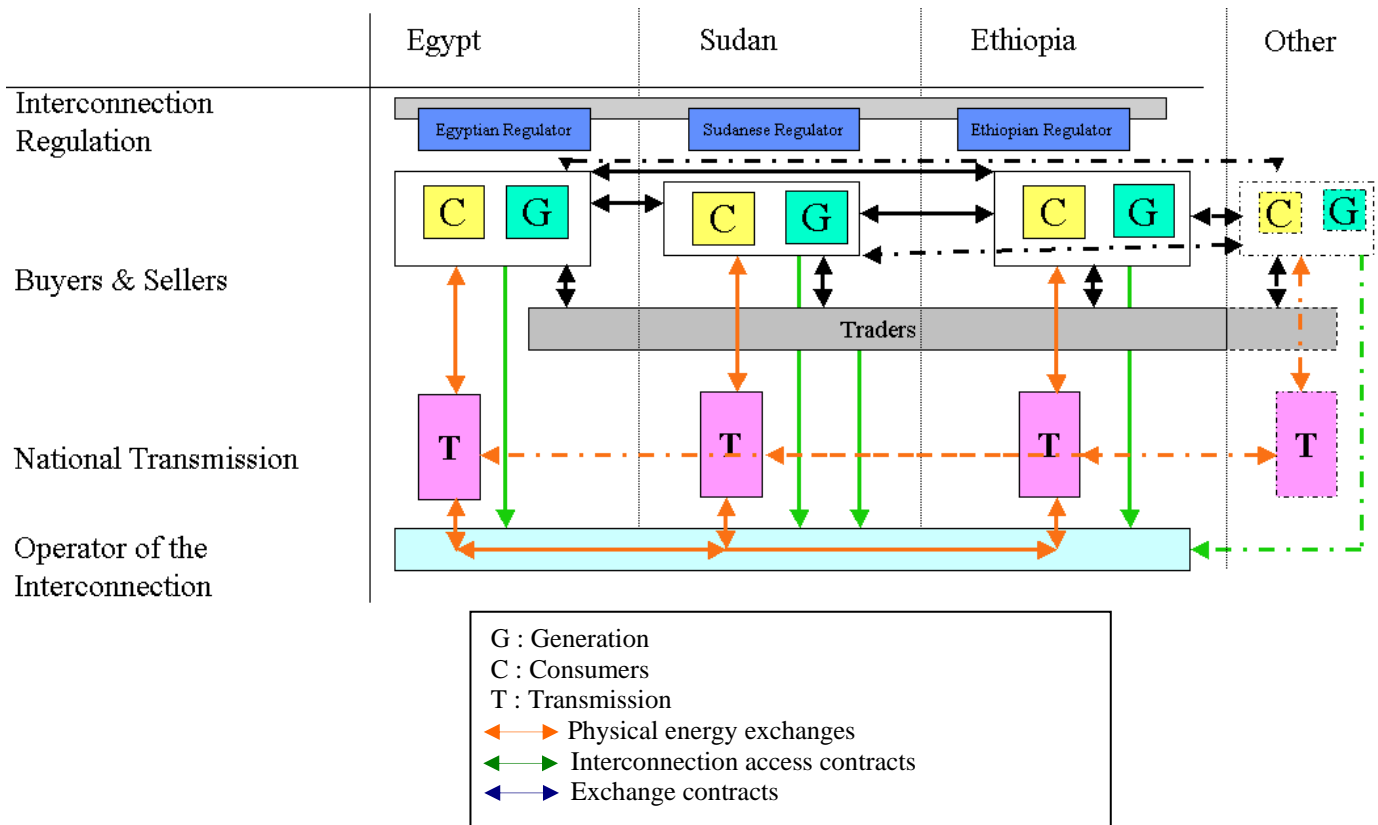 Egypt
Sudan
Ethiopia
Other
Interconnection
Regulation
Egyptian Regulator
Sudanese Regulator
Ethiopian Regulator
C
G
C
G
C
G
C
G
Buyers & Sellers
Traders
National Transmission
T
T
T
T
Operator of the
Interconnection
G : Generation
C : Consumers
T : Transmission
Physical energy exchanges
Interconnection access contracts
Exchange contracts